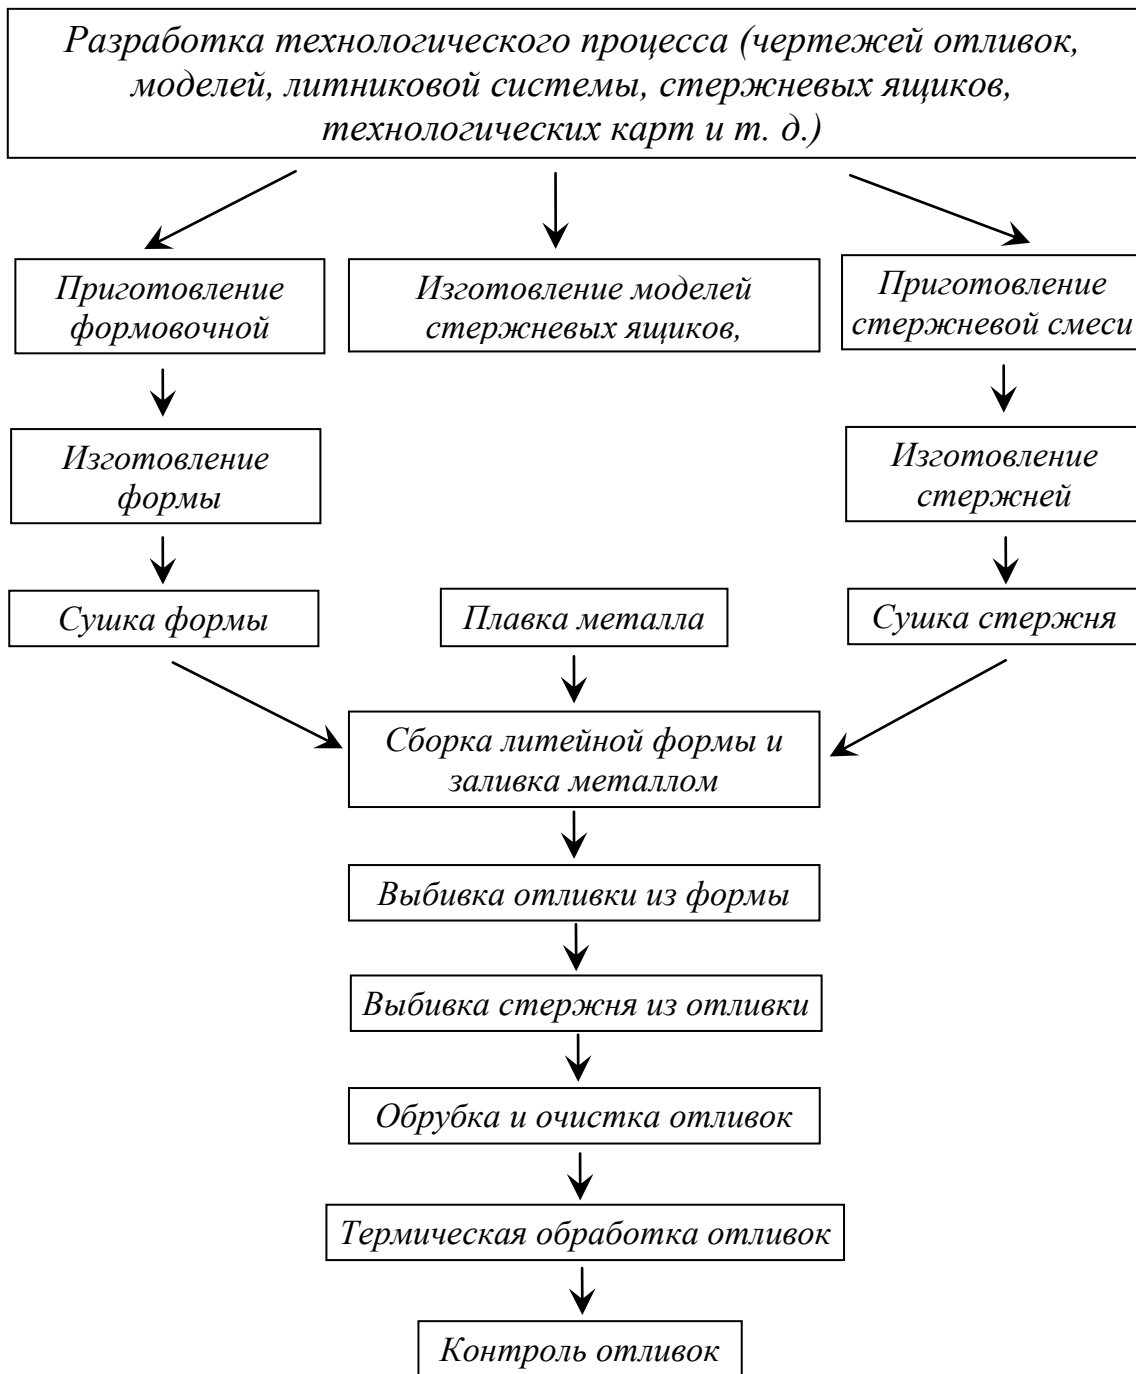 Разработка технологического процесса (чертежей отливок,
моделей, литниковой системы, стержневых ящиков,
технологических карт и т. д.)
Приготовление
формовочной
Изготовление моделей
стержневых ящиков,
Приготовление
стержневой смеси
Изготовление
формы
Изготовление
стержней
Сушка формы
Плавка металла
Сушка стержня
Сборка литейной формы и
заливка металлом
Выбивка отливки из формы
Выбивка стержня из отливки
Обрубка и очистка отливок
Термическая обработка отливок
Контроль отливок